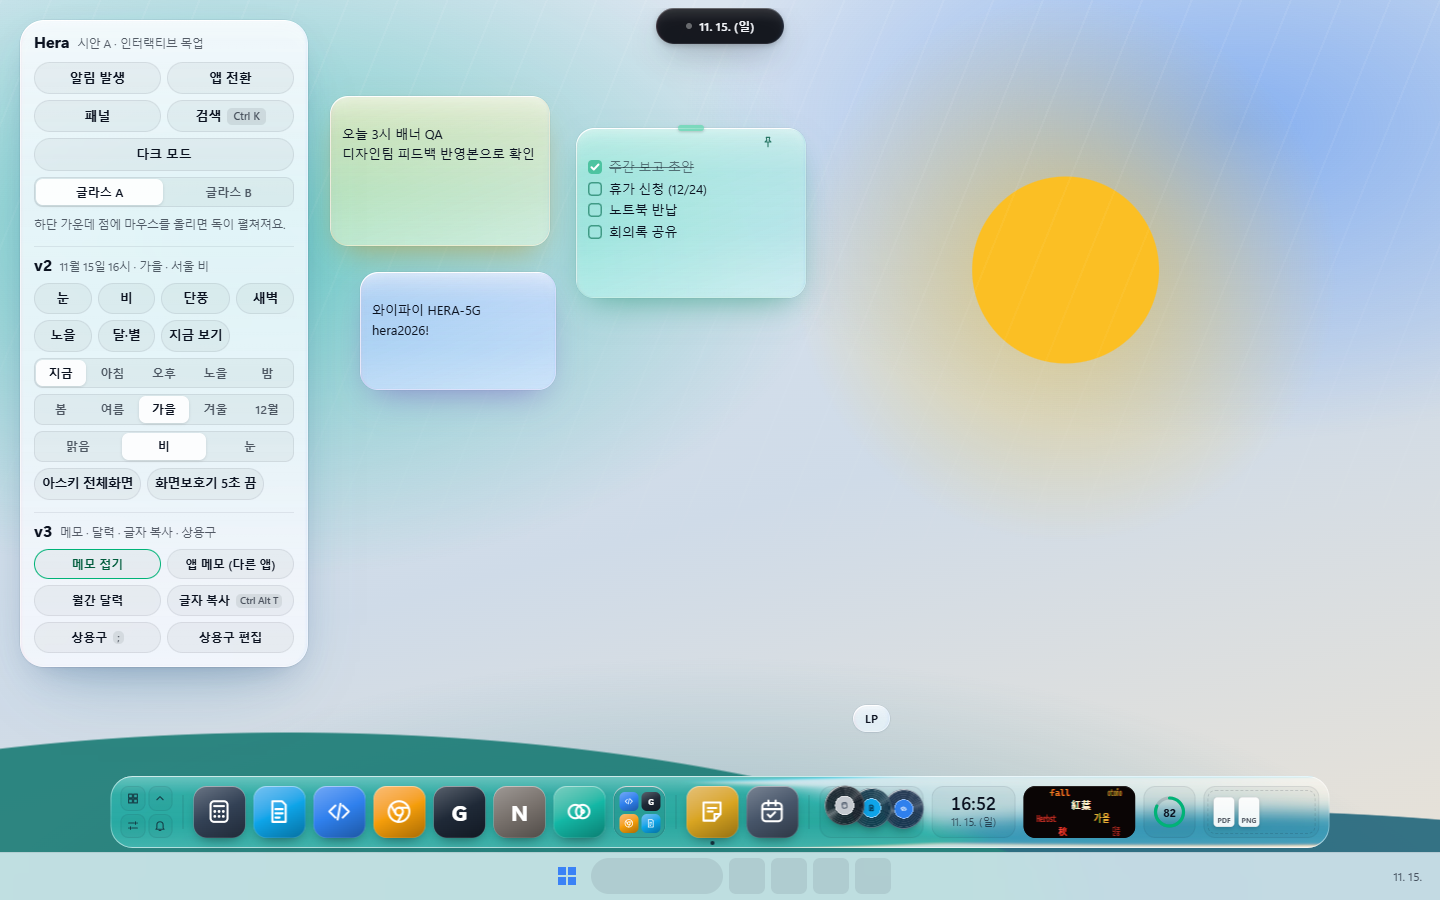 Hera 시안 A · 인터랙티브 목업
알림 발생 앱 전환
패널 검색 Ctrl K
다크 모드
글라스 A 글라스 B
하단 가운데 점에 마우스를 올리면 독이 펼쳐져요.
v2 11월 15일 16시 · 가을 · 서울 비
눈 비 단풍 새벽
노을 달·별 지금 보기
지금 아침 오후 노을 밤
봄 여름 가을 겨울 12월
맑음 비 눈
아스키 전체화면 화면보호기 5초 끔
v3 메모 · 달력 · 글자 복사 · 상용구
메모 접기 앱 메모 (다른 앱)
월간 달력 글자 복사 Ctrl Alt T
상용구 ; 상용구 편집
11. 15. (일)
오늘 3시 배너 QA
디자인팀 피드백 반영본으로 확인
주간 보고 초안
휴가 신청 (12/24)
노트북 반납
회의록 공유
와이파이 HERA-5G
hera2026!
LP
G N
G
16:52
11. 15. (일)
fall
紅葉
Herbst 가을
秋
82
PDF PNG
11. 15.